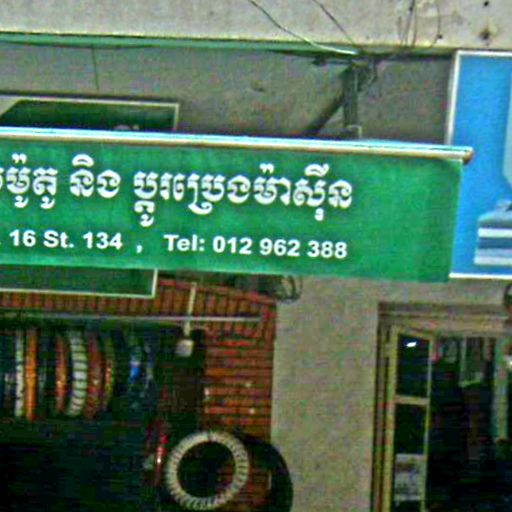 ម៉ូតូ និង ប្តូរប្រេងម៉ាស៊ីន
16 St. 134 , Tel: 012 962 388